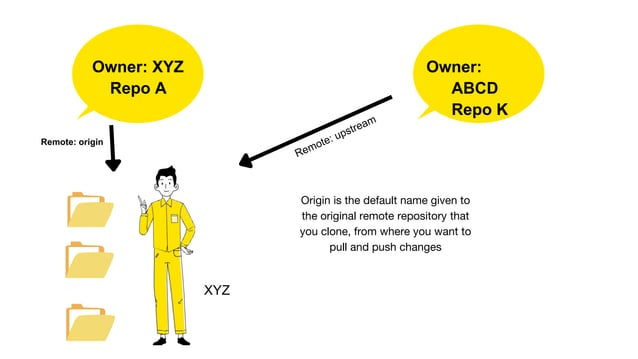 Owner: XYZ
Repo A
Owner:
ABCD
Repo K
Remote: origin
Remote: upstream
Origin is the default name given to
the original remote repository that
you clone, from where you want to
pull and push changes
XYZ